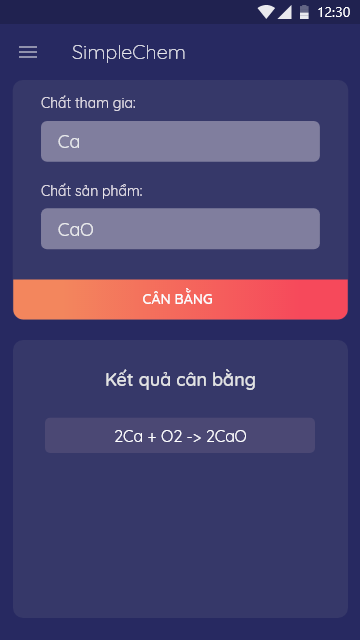 12:30
SimpleChem
Chất tham gia:
Ca
Chất sản phẩm:
CaO
CÂN BẰNG
Kết quả cân bằng
2Ca + O2 -> 2CaO